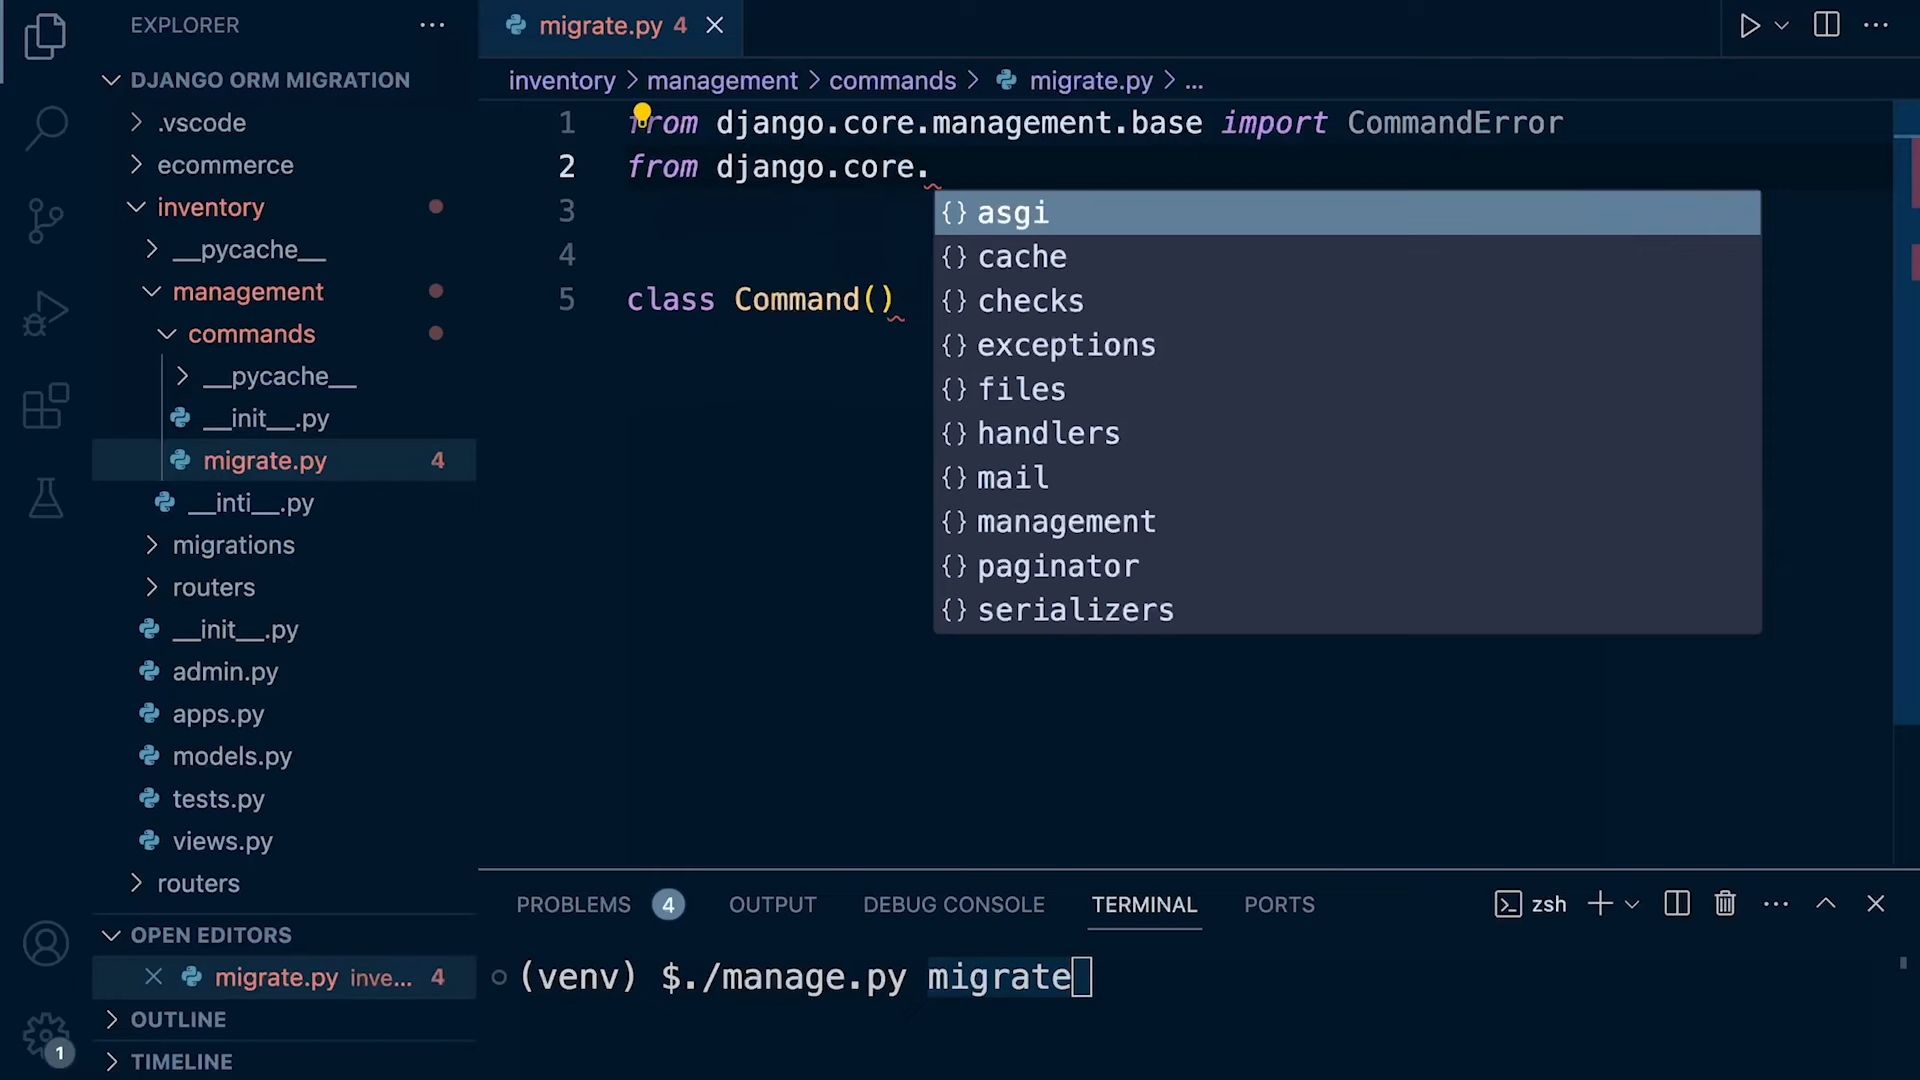 EXPLORER
DJANGO ORM MIGRATION
.vscode
ecommerce
inventory
__pycache__
management
commands
__pycache__
__init__.py
migrate.py 4
__inti__.py
migrations
routers
__init__.py
admin.py
apps.py
models.py
tests.py
views.py
routers
OPEN EDITORS
migrate.py inve... 4
OUTLINE
TIMELINE
1
migrate.py 4
inventory > management > commands > migrate.py > ...
1 from django.core.management.base import CommandError
2 from django.core.
3
4
5 class Command()
{} asgi
{} cache
{} checks
{} exceptions
{} files
{} handlers
{} mail
{} management
{} paginator
{} serializers
PROBLEMS 4 OUTPUT DEBUG CONSOLE TERMINAL PORTS zsh
(venv) $./manage.py migrate